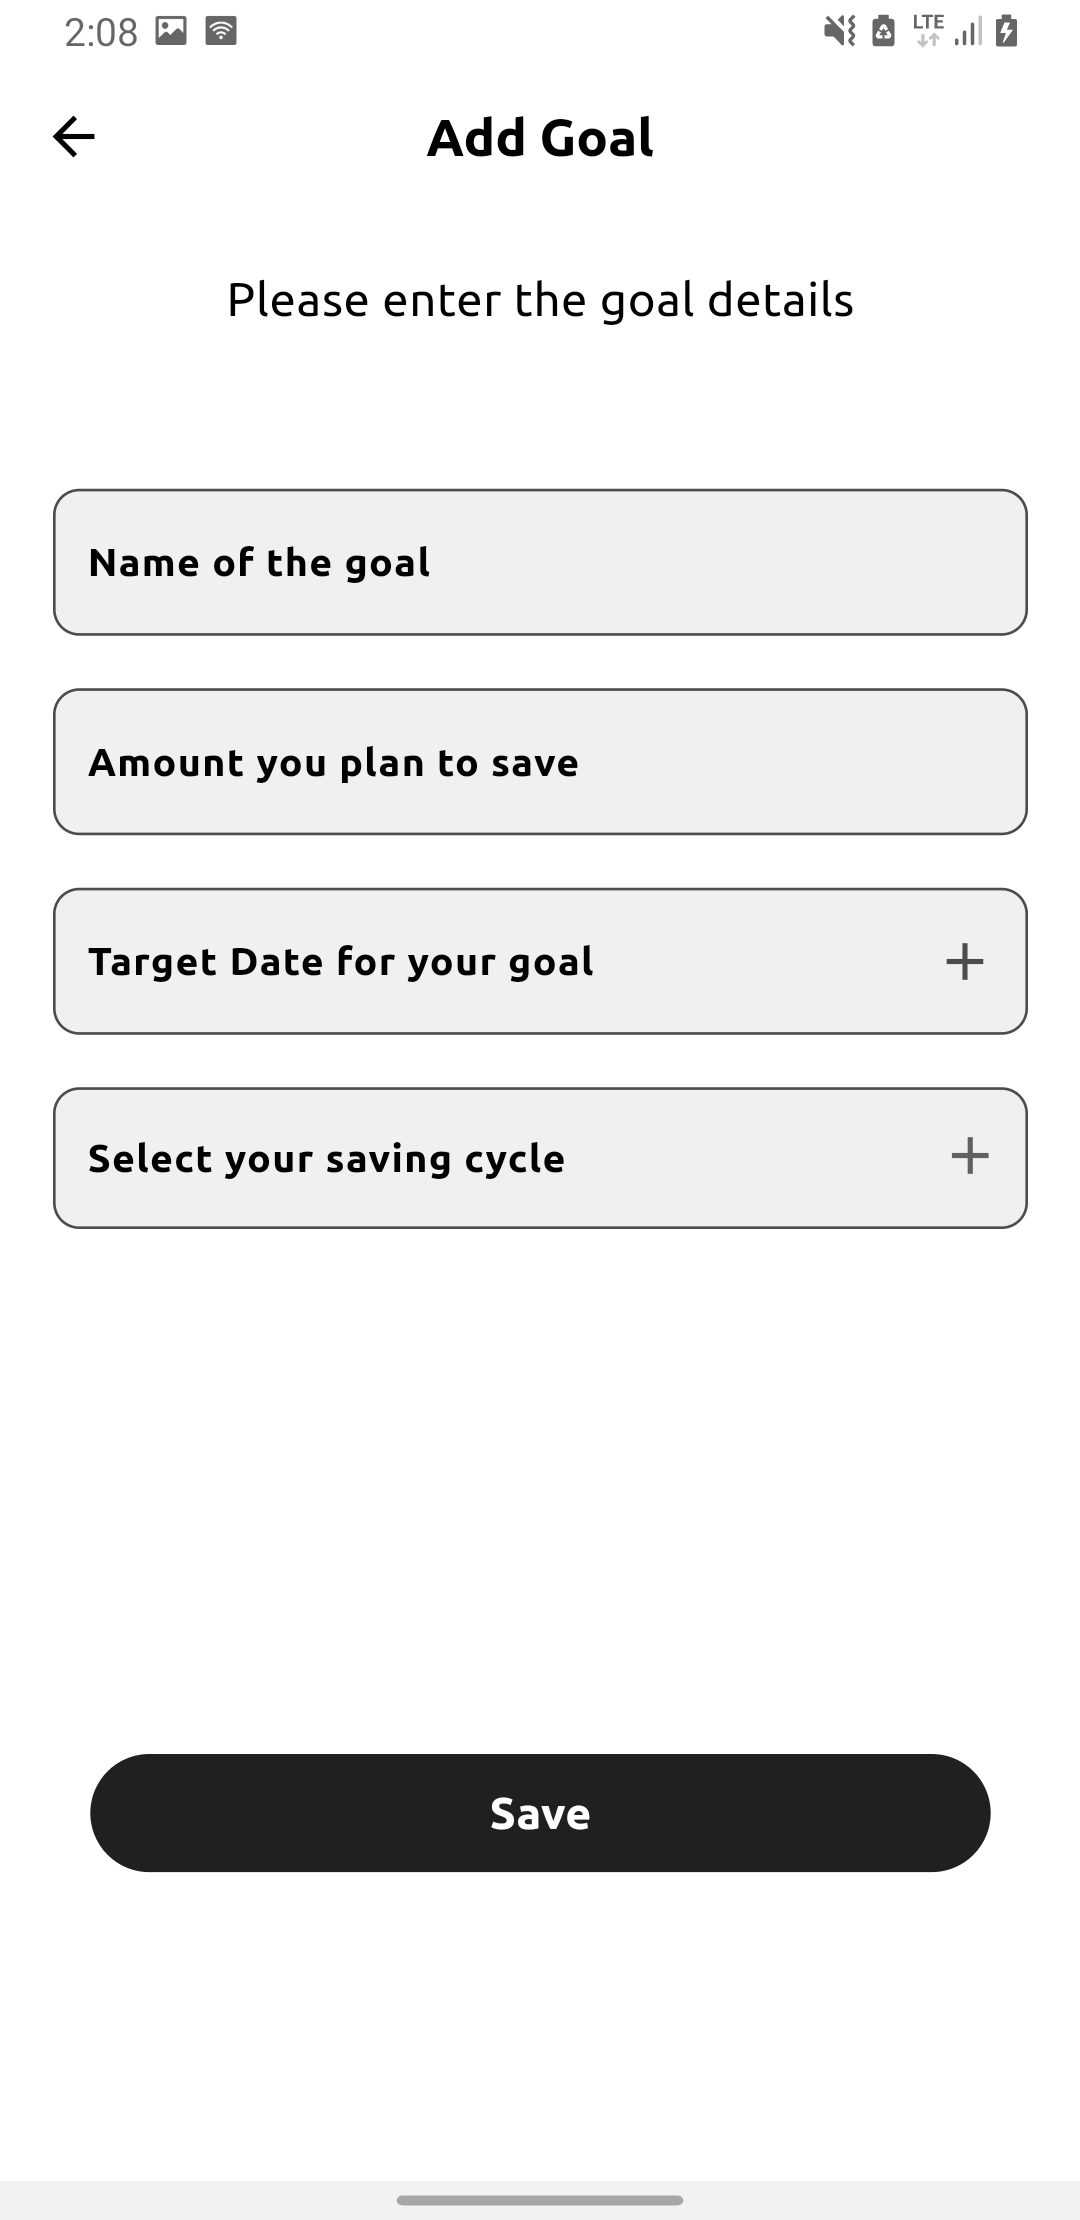 2:08
LTE
Add Goal
Please enter the goal details
Name of the goal
Amount you plan to save
Target Date for your goal
Select your saving cycle
Save